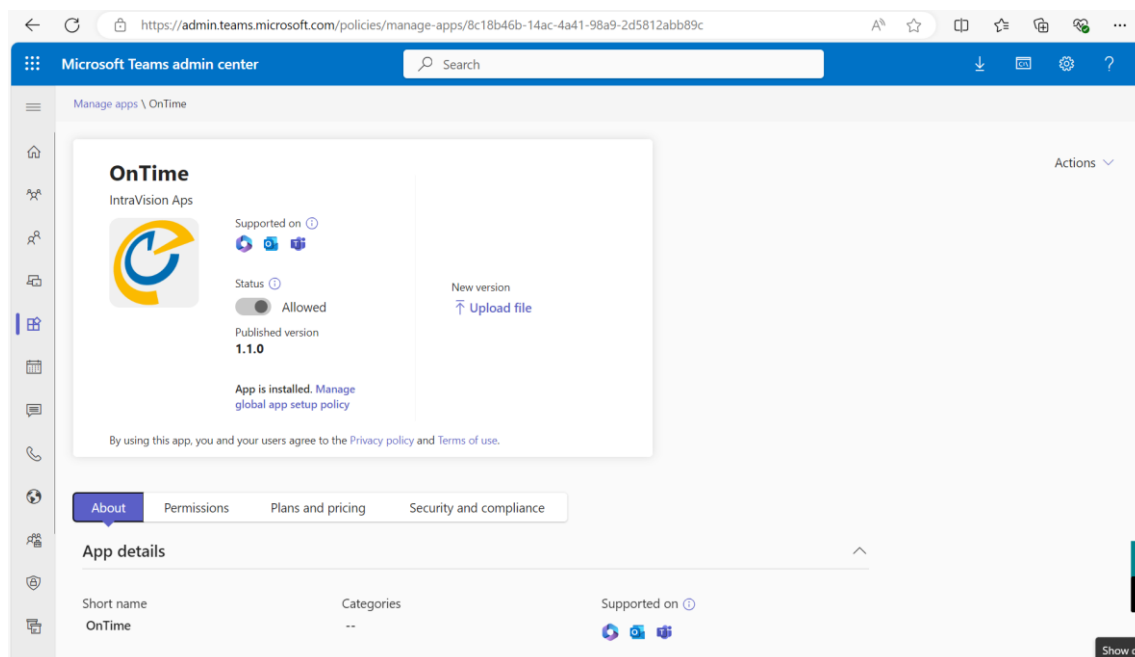 https://admin.teams.microsoft.com/policies/manage-apps/8c18b46b-14ac-4a41-98a9-2d5812abb89c
Microsoft Teams admin center
Search
Manage apps \ OnTime
Actions
OnTime
IntraVision Aps
Supported on
Status
Allowed
Published version
1.1.0
App is installed. Manage
global app setup policy
New version
Upload file
By using this app, you and your users agree to the Privacy policy and Terms of use.
About
Permissions
Plans and pricing
Security and compliance
App details
Short name
OnTime
Categories
--
Supported on
Show